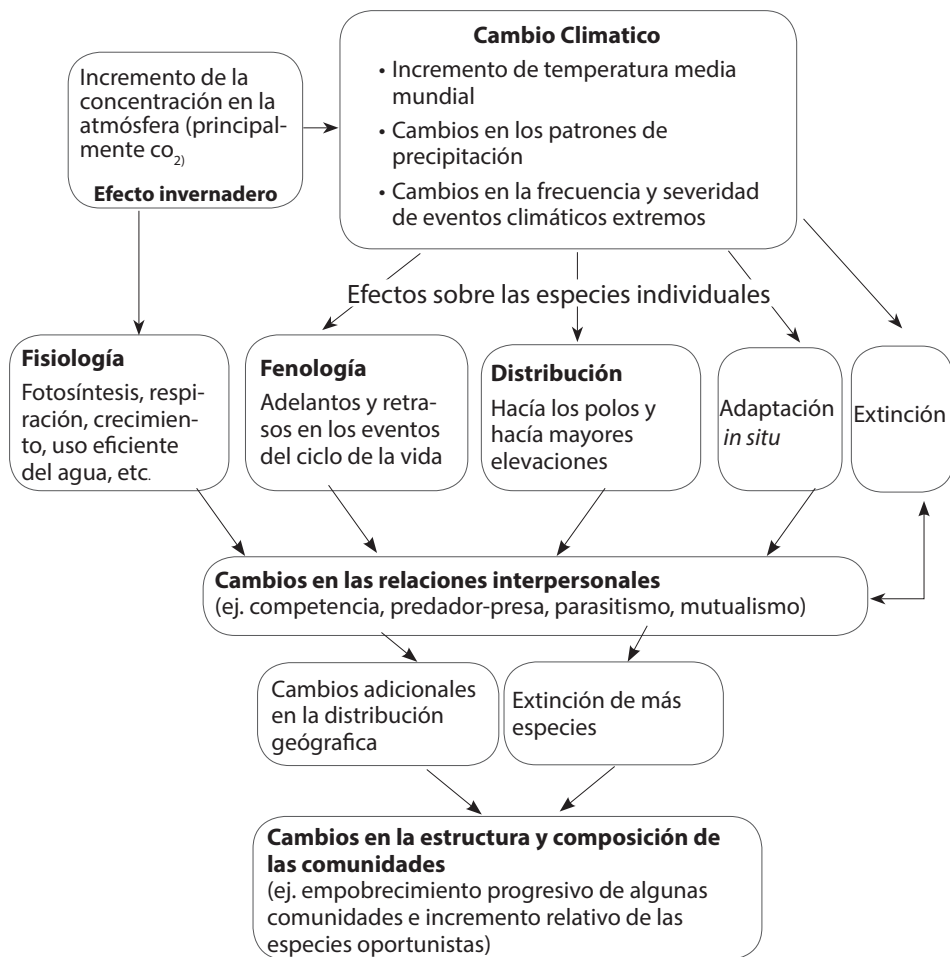 Cambio Climatico
• Incremento de temperatura media
mundial
• Cambios en los patrones de
precipitación
• Cambios en la frecuencia y severidad
de eventos climáticos extremos
Incremento de la
concentración en la
atmósfera (principal-
mente co2)
Efecto invernadero
Efectos sobre las especies individuales
Fisiología
Fotosíntesis, respi-
ración, crecimien-
to, uso eficiente
del agua, etc.
Fenología
Adelantos y retra-
sos en los eventos
del ciclo de la vida
Distribución
Hacía los polos y
hacía mayores
elevaciones
Adaptación
in situ
Extinción
Cambios en las relaciones interpersonales
(ej. competencia, predador-presa, parasitismo, mutualismo)
Cambios adicionales
en la distribución
geógrafica
Extinción de más
especies
Cambios en la estructura y composición de
las comunidades
(ej. empobrecimiento progresivo de algunas
comunidades e incremento relativo de las
especies oportunistas)